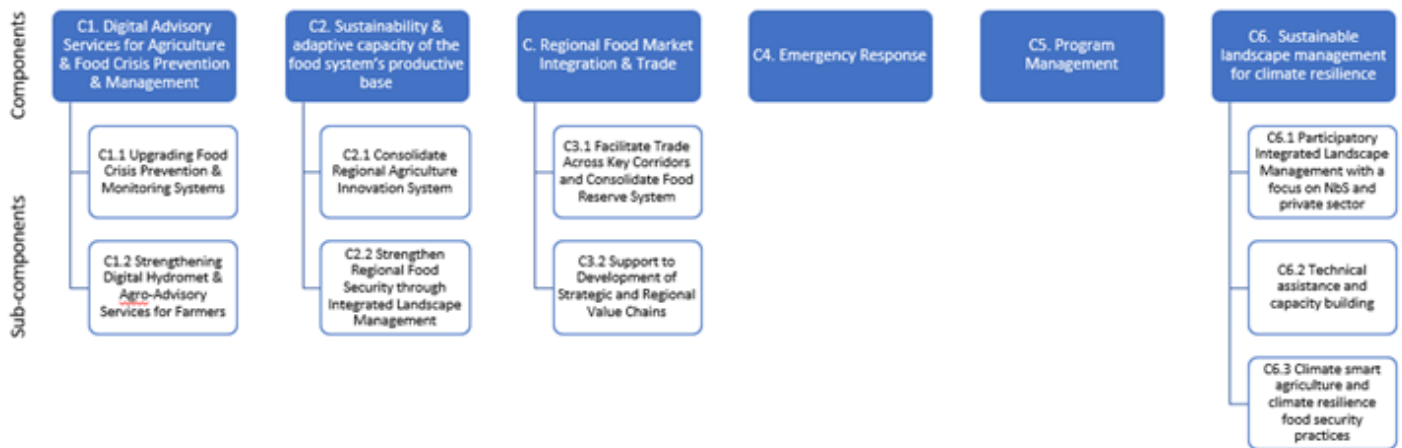 Components
C1. Digital Advisory
Services for Agriculture
& Food Crisis Prevention
& Management
C2. Sustainability &
adaptive capacity of the
food system's productive
base
C. Regional Food Market
Integration & Trade
C4. Emergency Response
C5. Program
Management
C6. Sustainable
landscape management
for climate resilience
Sub-components
C1.1 Upgrading Food
Crisis Prevention &
Monitoring Systems
C1.2 Strengthening
Digital Hydromet &
Agro-Advisory
Services for Farmers
C2.1 Consolidate
Regional Agriculture
Innovation System
C2.2 Strengthen
Regional Food
Security through
Integrated Landscape
Management
C3.1 Facilitate Trade
Across Key Corridors
and Consolidate Food
Reserve System
C3.2 Support to
Development of
Strategic and Regional
Value Chains
C6.1 Participatory
Integrated Landscape
Management with a
focus on NbS and
private sector
C6.2 Technical
assistance and
capacity building
C6.3 Climate smart
agriculture and
climate resilience
food security
practices